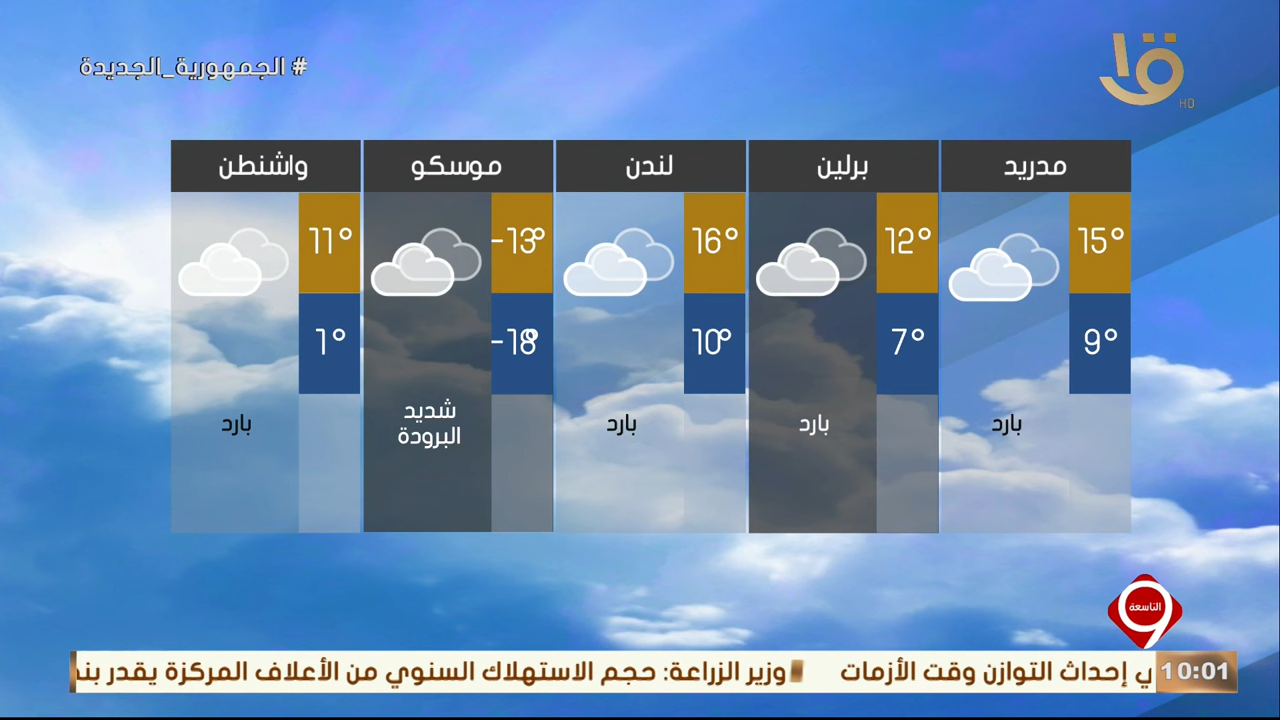 # الجمهورية_الجديدة
HD
مدريد
15°
9°
بارد
برلين
12°
7°
بارد
لندن
16°
10°
بارد
موسكو
-13°
-18°
شديد
البرودة
واشنطن
11°
1°
بارد
التاسعة
9
10:01
ي إحداث التوازن وقت الأزمات
وزير الزراعة: حجم الاستهلاك السنوي من الأعلاف المركزة يقدر بنـ